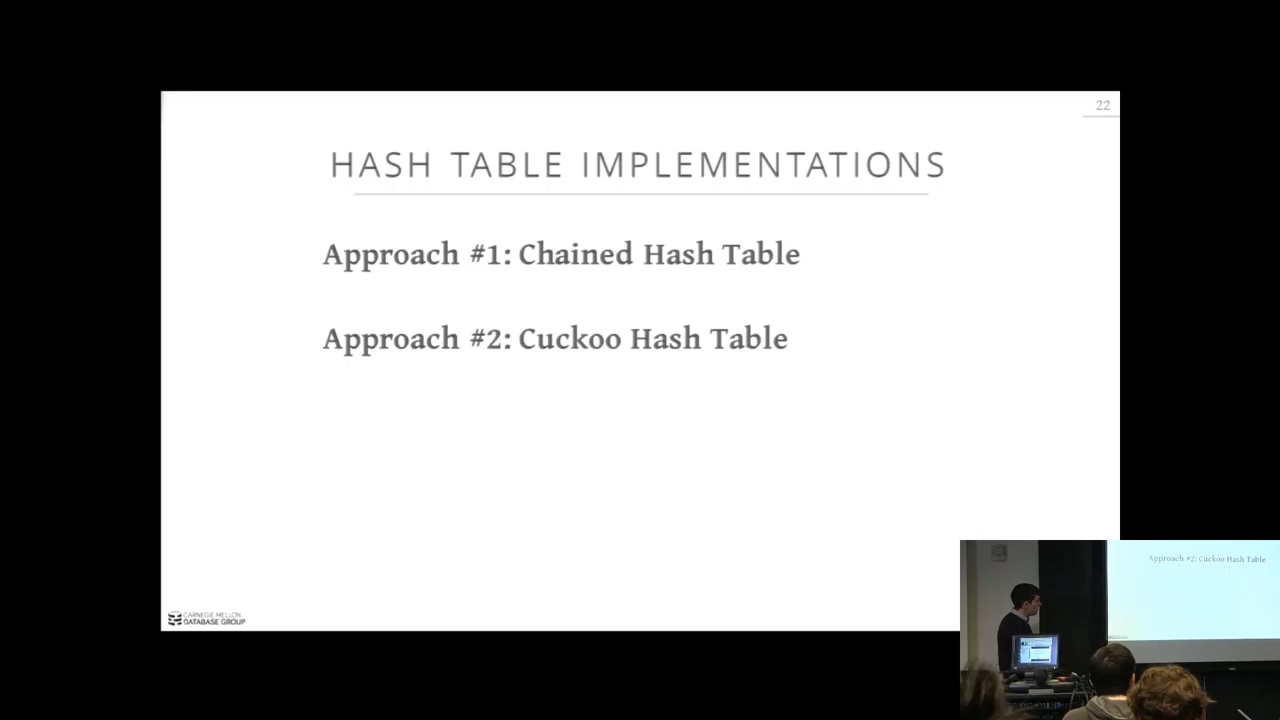 22
HASH TABLE IMPLEMENTATIONS
Approach #1: Chained Hash Table
Approach #2: Cuckoo Hash Table
CARNEGIE MELLON
DATABASE GROUP
Approach #2: Cuckoo Hash Table